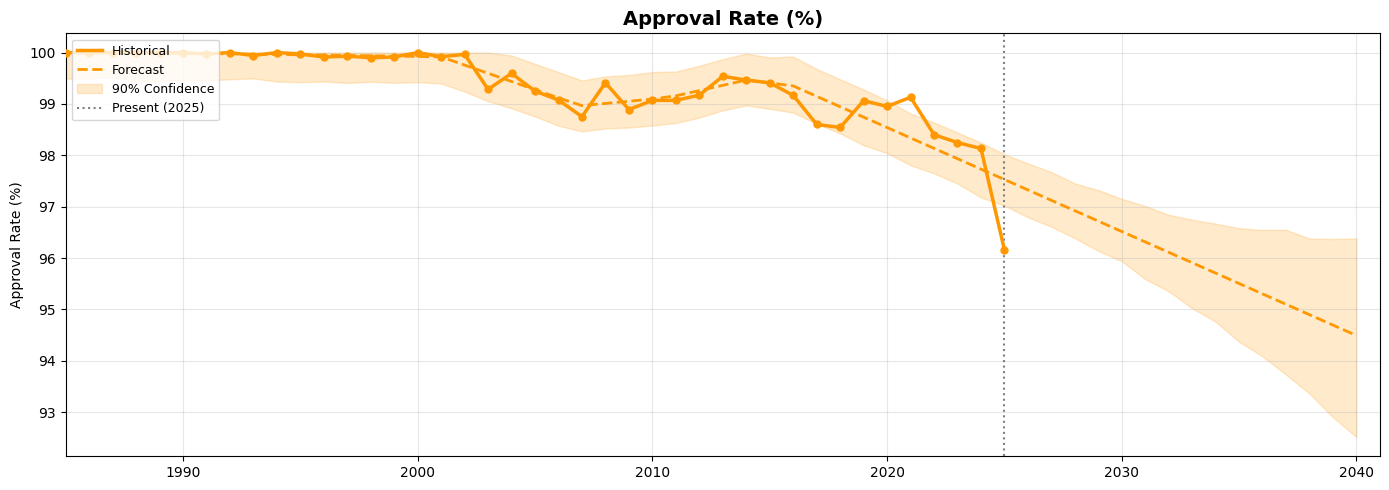 Approval Rate (%)
Historical
Forecast
90% Confidence
Present (2025)
Approval Rate (%)
100
99
98
97
96
95
94
93
1990
2000
2010
2020
2030
2040